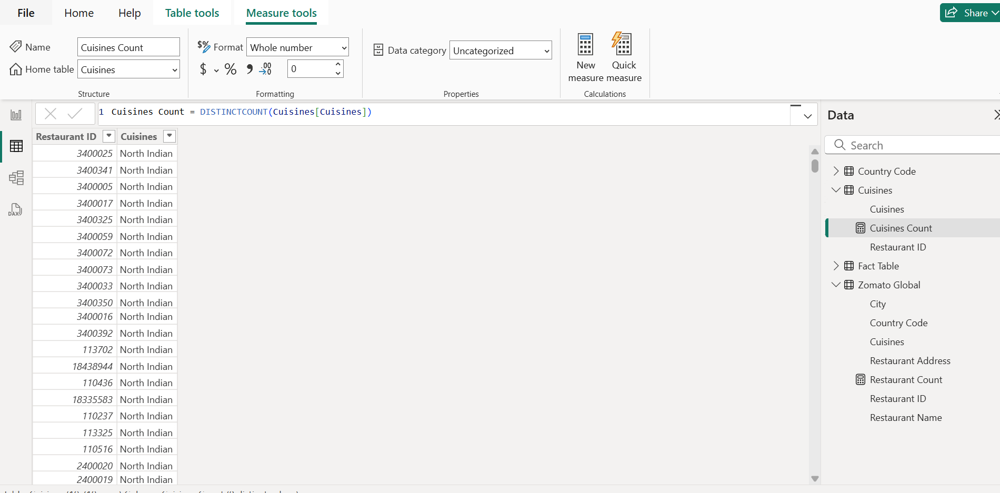 File Home Help Table tools Measure tools Share
Name Cuisines Count
Home table Cuisines
Structure
$% Format Whole number
$ % , .00 .0 0
Formatting
Data category Uncategorized
Properties
New measure
Quick measure
Calculations
1 Cuisines Count = DISTINCTCOUNT(Cuisines[Cuisines])
Restaurant ID Cuisines
3400025 North Indian
3400341 North Indian
3400005 North Indian
3400017 North Indian
3400325 North Indian
3400059 North Indian
3400072 North Indian
3400073 North Indian
3400033 North Indian
3400350 North Indian
3400016 North Indian
3400392 North Indian
113702 North Indian
18438944 North Indian
110436 North Indian
18335583 North Indian
110237 North Indian
113325 North Indian
110516 North Indian
2400020 North Indian
2400019 North Indian
DAX
Data
Search
Country Code
Cuisines
Cuisines
Cuisines Count
Restaurant ID
Fact Table
Zomato Global
City
Country Code
Cuisines
Restaurant Address
Restaurant Count
Restaurant ID
Restaurant Name